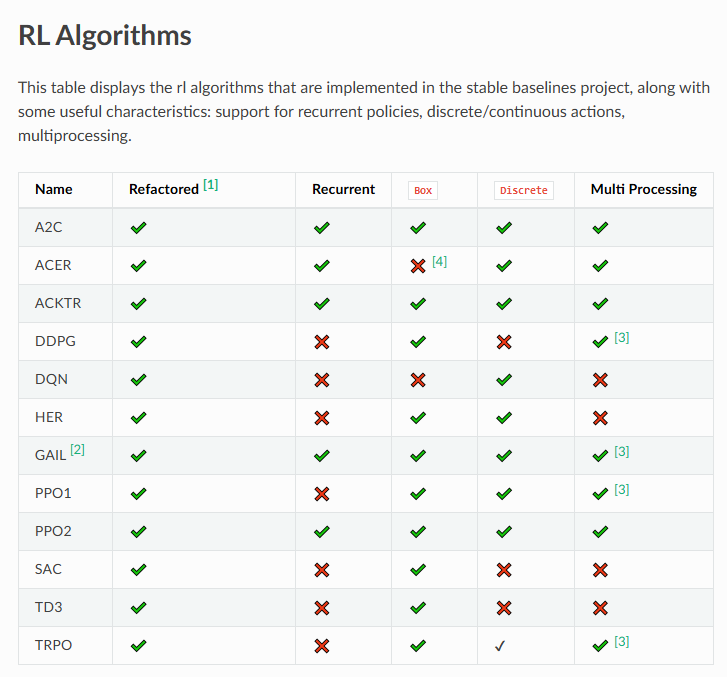 RL Algorithms
This table displays the rl algorithms that are implemented in the stable baselines project, along with
some useful characteristics: support for recurrent policies, discrete/continuous actions,
multiprocessing.
Name Refactored [1] Recurrent Box Discrete Multi Processing
A2C ✔ ✔ ✔ ✔ ✔
ACER ✔ ✔ ❌ [4] ✔ ✔
ACKTR ✔ ✔ ✔ ✔ ✔
DDPG ✔ ❌ ✔ ❌ ✔ [3]
DQN ✔ ❌ ❌ ✔ ❌
HER ✔ ❌ ✔ ✔ ❌
GAIL [2] ✔ ✔ ✔ ✔ ✔ [3]
PPO1 ✔ ❌ ✔ ✔ ✔ [3]
PPO2 ✔ ✔ ✔ ✔ ✔
SAC ✔ ❌ ✔ ❌ ❌
TD3 ✔ ❌ ✔ ❌ ❌
TRPO ✔ ❌ ✔ ✓ ✔ [3]